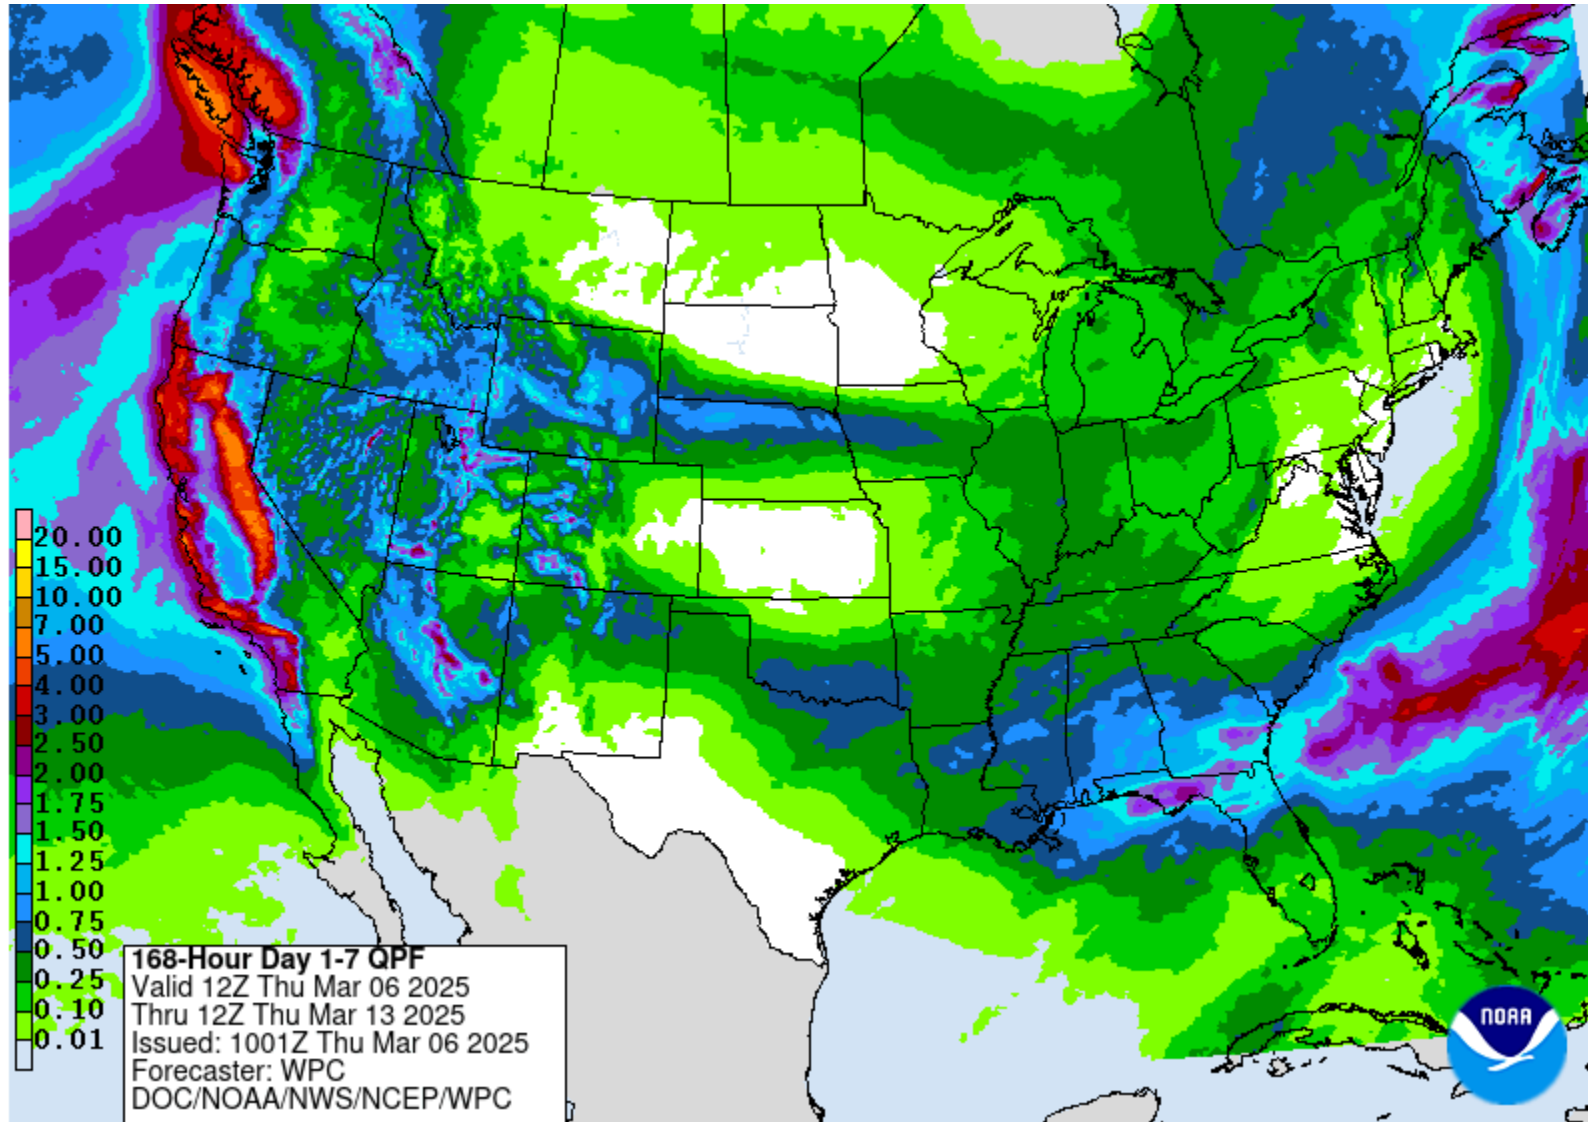 20.00
15.00
10.00
7.00
5.00
4.00
3.00
2.50
2.00
1.75
1.50
1.25
1.00
0.75
0.50
0.25
0.10
0.01
168-Hour Day 1-7 QPF
Valid 12Z Thu Mar 06 2025
Thru 12Z Thu Mar 13 2025
Issued: 1001Z Thu Mar 06 2025
Forecaster: WPC
DOC/NOAA/NWS/NCEP/WPC
NOAA